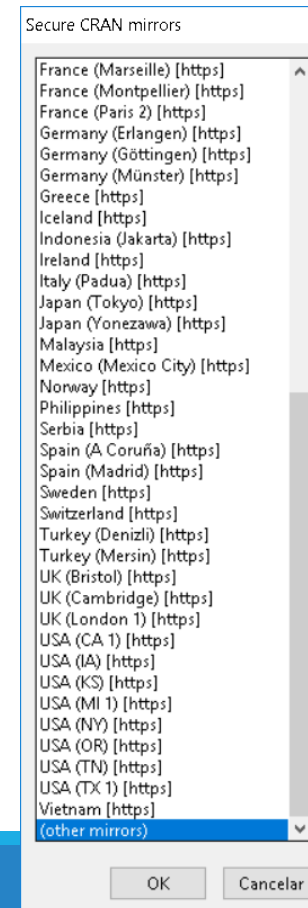 Secure CRAN mirrors
France (Marseille) [https]
France (Montpellier) [https]
France (Paris 2) [https]
Germany (Erlangen) [https]
Germany (Göttingen) [https]
Germany (Münster) [https]
Greece [https]
Iceland [https]
Indonesia (Jakarta) [https]
Ireland [https]
Italy (Padua) [https]
Japan (Tokyo) [https]
Japan (Yonezawa) [https]
Malaysia [https]
Mexico (Mexico City) [https]
Norway [https]
Philippines [https]
Serbia [https]
Spain (A Coruña) [https]
Spain (Madrid) [https]
Sweden [https]
Switzerland [https]
Turkey (Denizli) [https]
Turkey (Mersin) [https]
UK (Bristol) [https]
UK (Cambridge) [https]
UK (London 1) [https]
USA (CA 1) [https]
USA (IA) [https]
USA (KS) [https]
USA (MI 1) [https]
USA (NY) [https]
USA (OR) [https]
USA (TN) [https]
USA (TX 1) [https]
Vietnam [https]
(other mirrors)
OK Cancelar